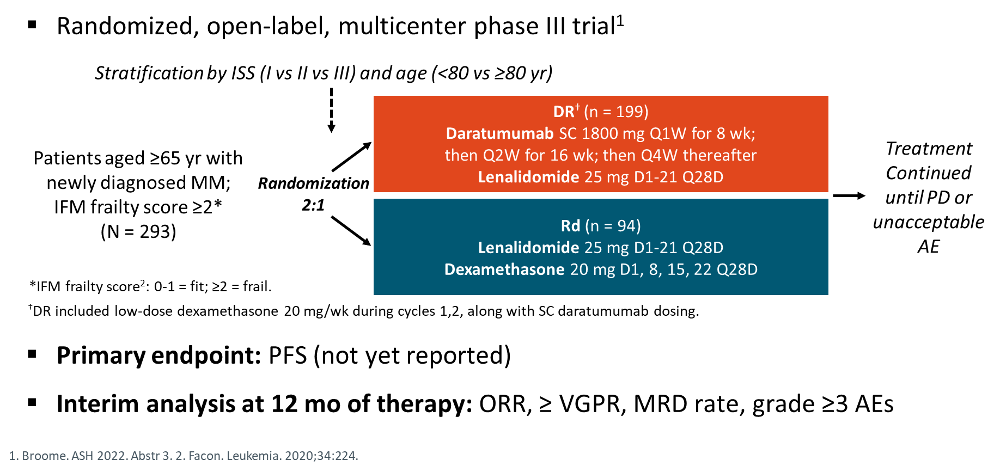 ▪ Randomized, open-label, multicenter phase III trial¹
Stratification by ISS (I vs II vs III) and age (<80 vs ≥80 yr)
Patients aged ≥65 yr with
newly diagnosed MM;
IFM frailty score ≥2*
(N = 293)
Randomization
2:1
DR† (n = 199)
Daratumumab SC 1800 mg Q1W for 8 wk;
then Q2W for 16 wk; then Q4W thereafter
Lenalidomide 25 mg D1-21 Q28D
Rd (n = 94)
Lenalidomide 25 mg D1-21 Q28D
Dexamethasone 20 mg D1, 8, 15, 22 Q28D
Treatment
Continued
until PD or
unacceptable
AE
*IFM frailty score²: 0-1 = fit; ≥2 = frail.
†DR included low-dose dexamethasone 20 mg/wk during cycles 1,2, along with SC daratumumab dosing.
▪ Primary endpoint: PFS (not yet reported)
▪ Interim analysis at 12 mo of therapy: ORR, ≥ VGPR, MRD rate, grade ≥3 AEs
1. Broome. ASH 2022. Abstr 3. 2. Facon. Leukemia. 2020;34:224.